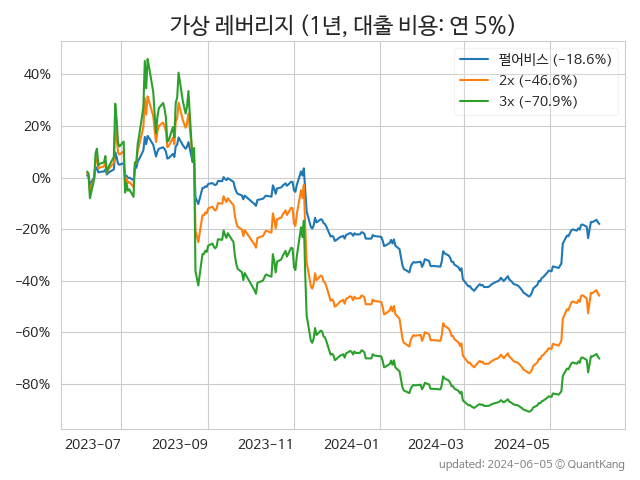 가상 레버리지 (1년, 대출 비용: 연 5%)
펄어비스 (−18.6%)
2x (−46.6%)
3x (−70.9%)
40%
20%
0%
−20%
−40%
−60%
−80%
2023-07
2023-09
2023-11
2024-01
2024-03
2024-05
updated: 2024-06-05 © QuantKang